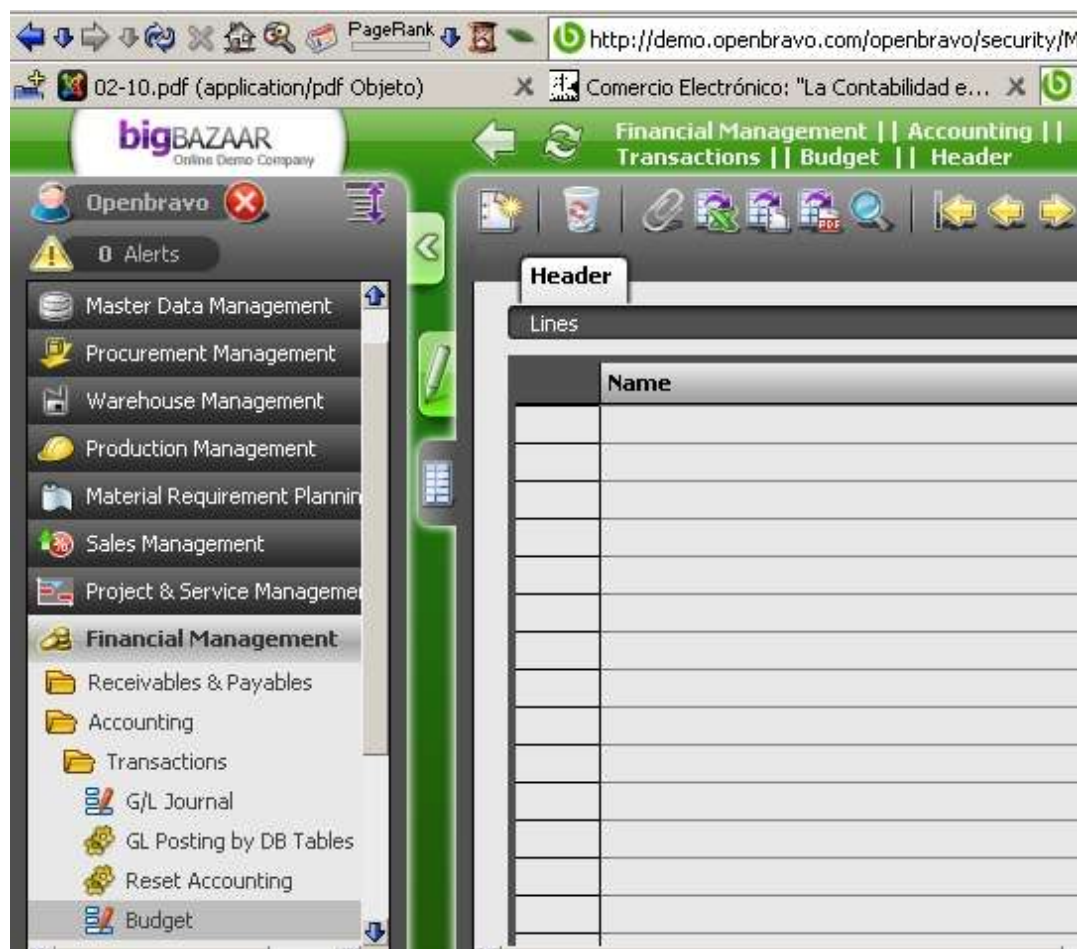 PageRank
http://demo.openbravo.com/openbravo/security/M
02-10.pdf (application/pdf Objeto)
Comercio Electrónico: "La Contabilidad e...
bigBAZAAR
Online Demo Company
Financial Management || Accounting ||
Transactions || Budget || Header
Openbravo
0 Alerts
Header
Lines
Name
Master Data Management
Procurement Management
Warehouse Management
Production Management
Material Requirement Plannin
Sales Management
Project & Service Managemen
Financial Management
Receivables & Payables
Accounting
Transactions
G/L Journal
GL Posting by DB Tables
Reset Accounting
Budget